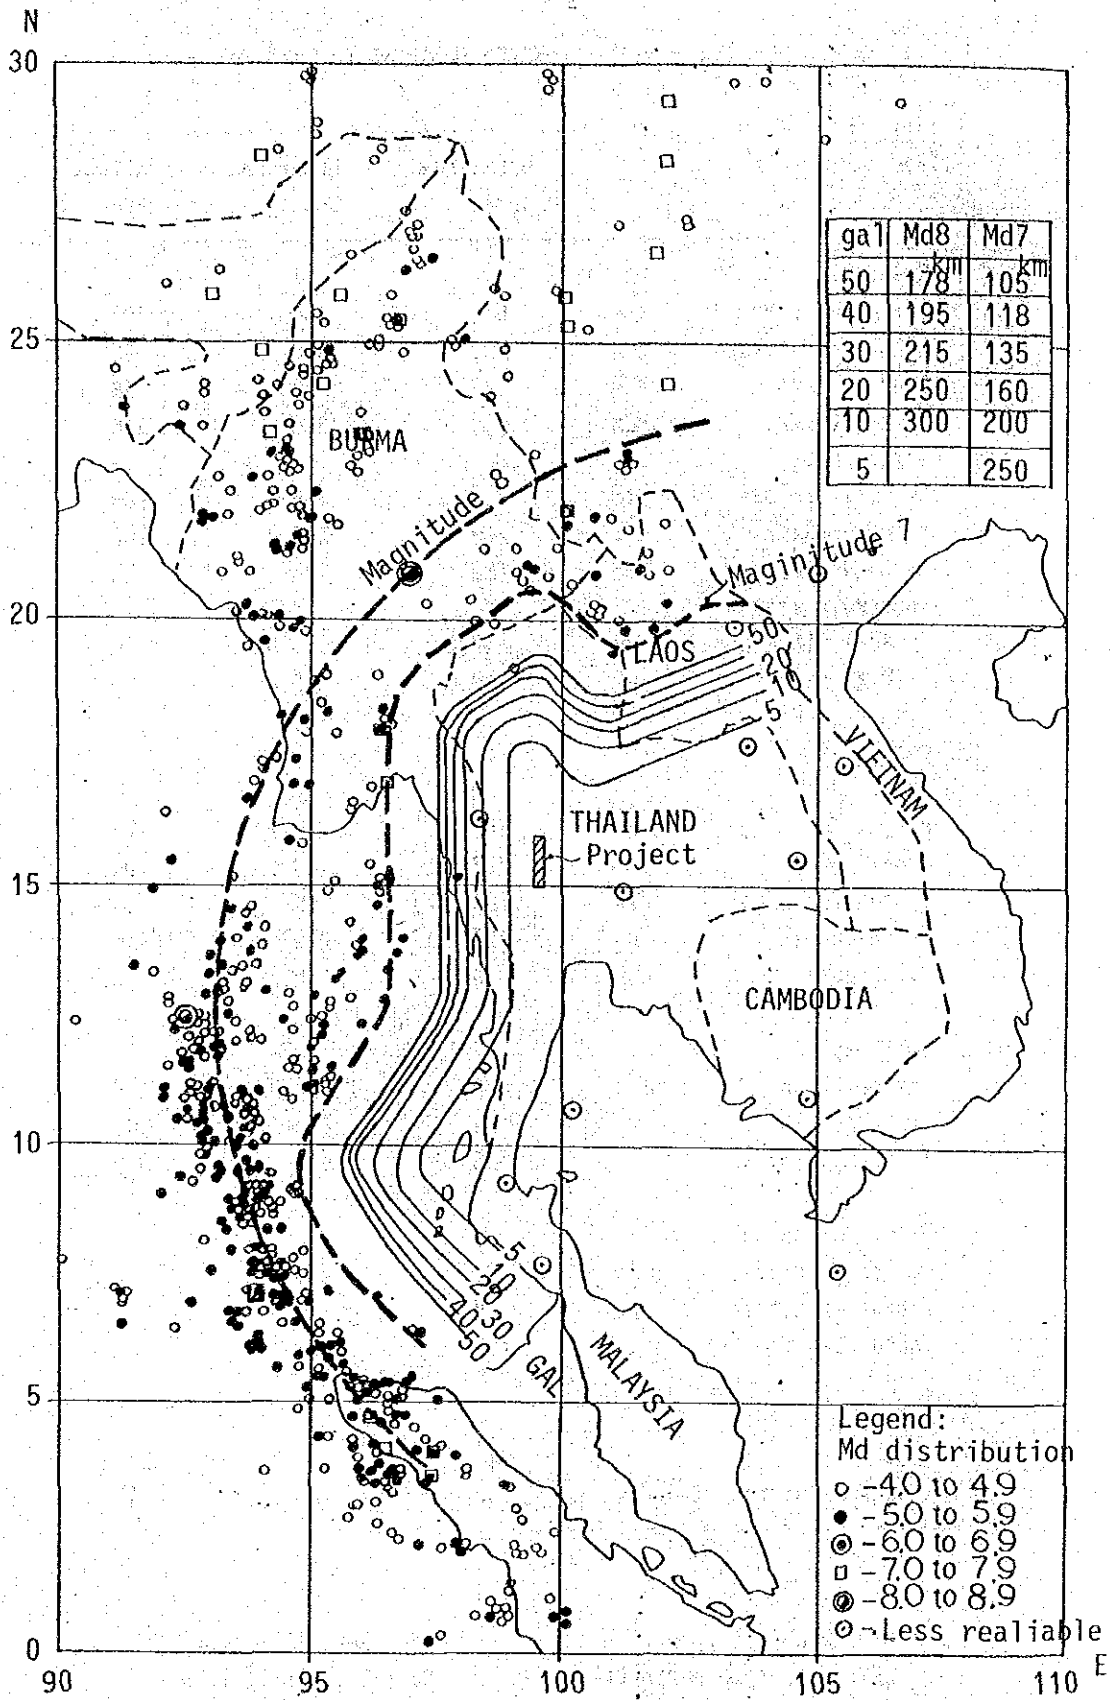 N
30
gal Md8 Md7
km km
50 178 105
40 195 118
30 215 135
20 250 160
10 300 200
5 250
25
BURMA
Magnitude 8
Maginitude 7
20
LAOS
50
20
10
5
VIETNAM
THAILAND
Project
15
CAMBODIA
10
5
10
20
30
40
50
GAL
MALAYSIA
5
Legend:
Md distribution
-4.0 to 4.9
-5.0 to 5.9
-6.0 to 6.9
-7.0 to 7.9
-8.0 to 8.9
-Less realiable
0
90 95 100 105 110 E